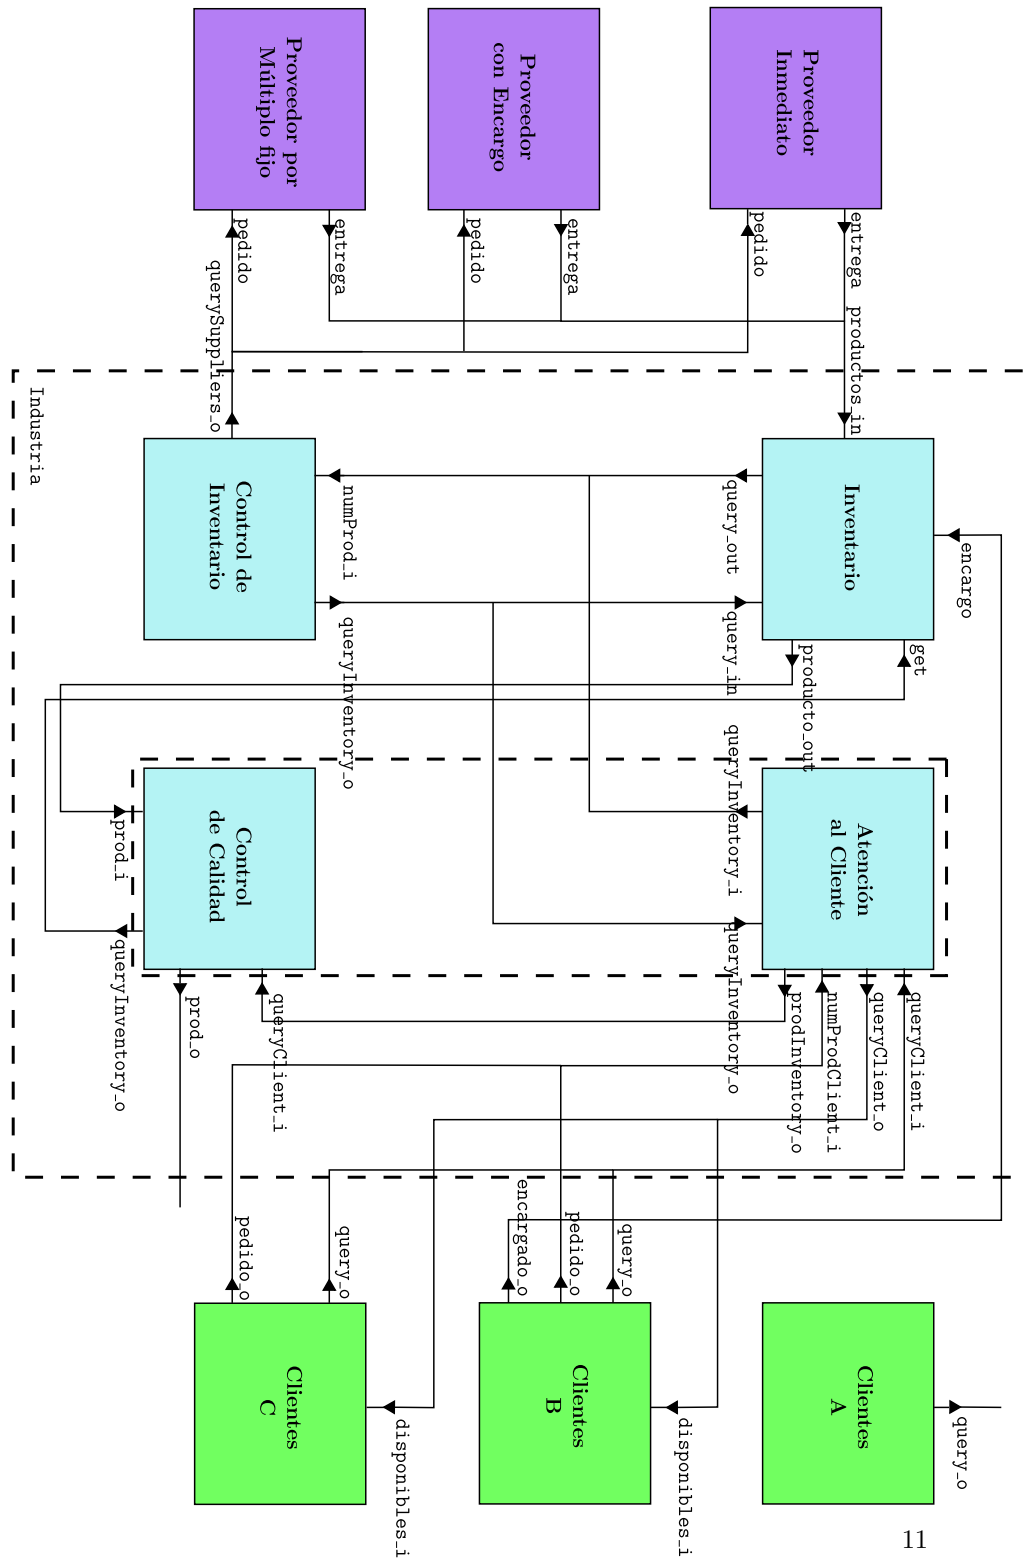 Proveedor por
Múltiplo fijo
Proveedor
con Encargo
Proveedor
Inmediato
pedido
entrega
pedido
entrega
pedido
entrega
querySuppliers_o
productos_in
Industria
Control de
Inventario
Inventario
numProd_i
queryInventory_o
query_out
query_in
encargo
producto_out
get
Control
de Calidad
Atención
al Cliente
prod_i
queryInventory_o
queryInventory_i
queryInventory_o
prod_o
queryClient_i
prodInventory_o
numProdClient_i
queryClient_o
queryClient_i
pedido_o
query_o
encargado_o
pedido_o
query_o
Clientes
C
Clientes
B
Clientes
A
disponibles_i
disponibles_i
query_o
11